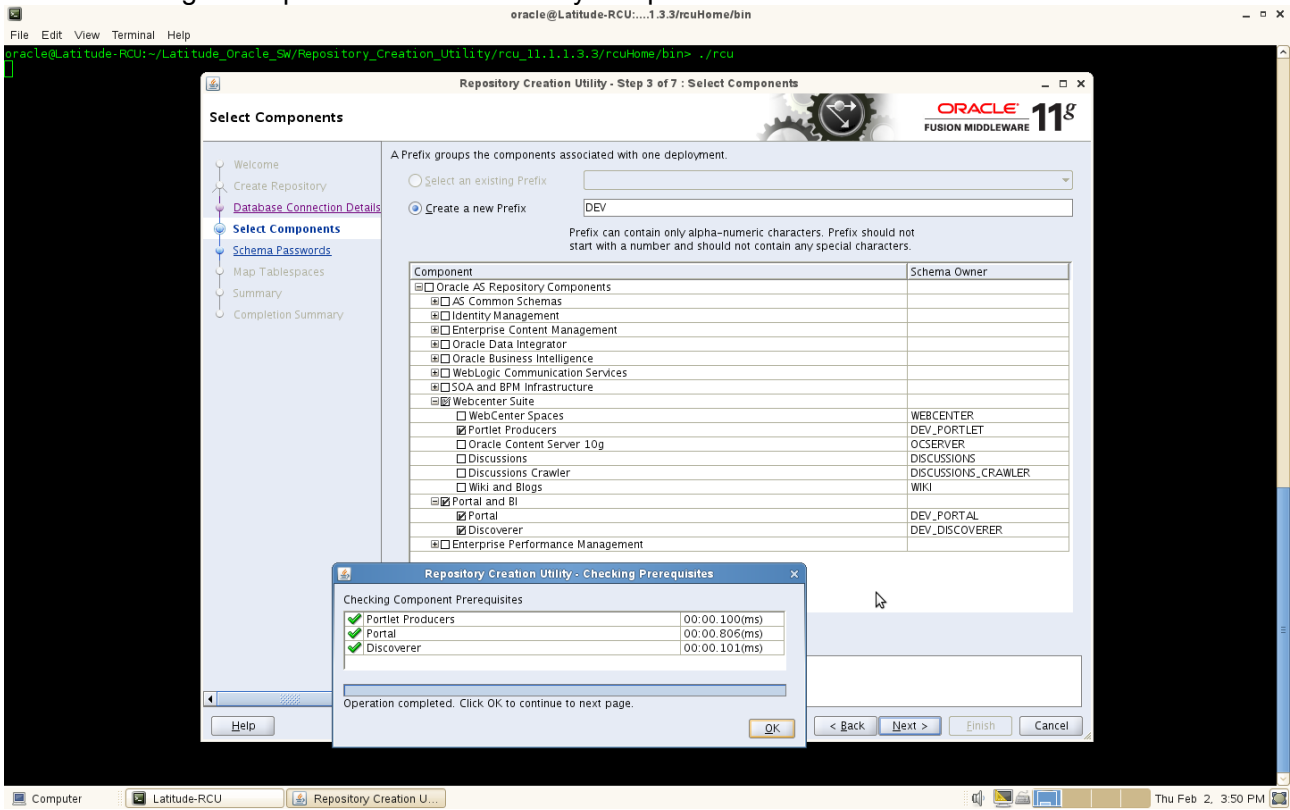 oracle@Latitude-RCU:....1.3.3/rcuHome/bin
File Edit View Terminal Help
oracle@Latitude-RCU:~/Latitude_Oracle_SW/Repository_Creation_Utility/rcu_11.1.1.3.3/rcuHome/bin> ./rcu
Repository Creation Utility - Step 3 of 7 : Select Components
Select Components
ORACLE
FUSION MIDDLEWARE 11g
Welcome
Create Repository
Database Connection Details
Select Components
Schema Passwords
Map Tablespaces
Summary
Completion Summary
A Prefix groups the components associated with one deployment.
Select an existing Prefix
Create a new Prefix DEV
Prefix can contain only alpha-numeric characters. Prefix should not
start with a number and should not contain any special characters.
Component Schema Owner
Oracle AS Repository Components
AS Common Schemas
Identity Management
Enterprise Content Management
Oracle Data Integrator
Oracle Business Intelligence
WebLogic Communication Services
SOA and BPM Infrastructure
Webcenter Suite
WebCenter Spaces WEBCENTER
Portlet Producers DEV_PORTLET
Oracle Content Server 10g OCSERVER
Discussions DISCUSSIONS
Discussions Crawler DISCUSSIONS_CRAWLER
Wiki and Blogs WIKI
Portal and BI
Portal DEV_PORTAL
Discoverer DEV_DISCOVERER
Enterprise Performance Management
Repository Creation Utility - Checking Prerequisites
Checking Component Prerequisites
Portlet Producers 00:00.100(ms)
Portal 00:00.806(ms)
Discoverer 00:00.101(ms)
Operation completed. Click OK to continue to next page.
OK
Help < Back Next > Finish Cancel
Computer Latitude-RCU Repository Creation U... Thu Feb 2, 3:50 PM